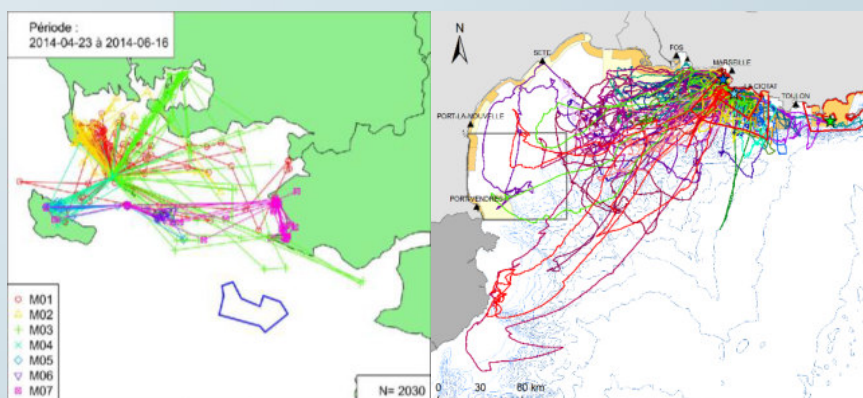 Période :
2014-04-23 à 2014-06-16
M01
M02
M03
M04
M05
M06
M07
N= 2030
N
SETE
FOS
MARSEILLE
LA CIOTAT
TOULON
PORT-LA-NOUVELLE
PORT-VENDRES
0 30 80 km